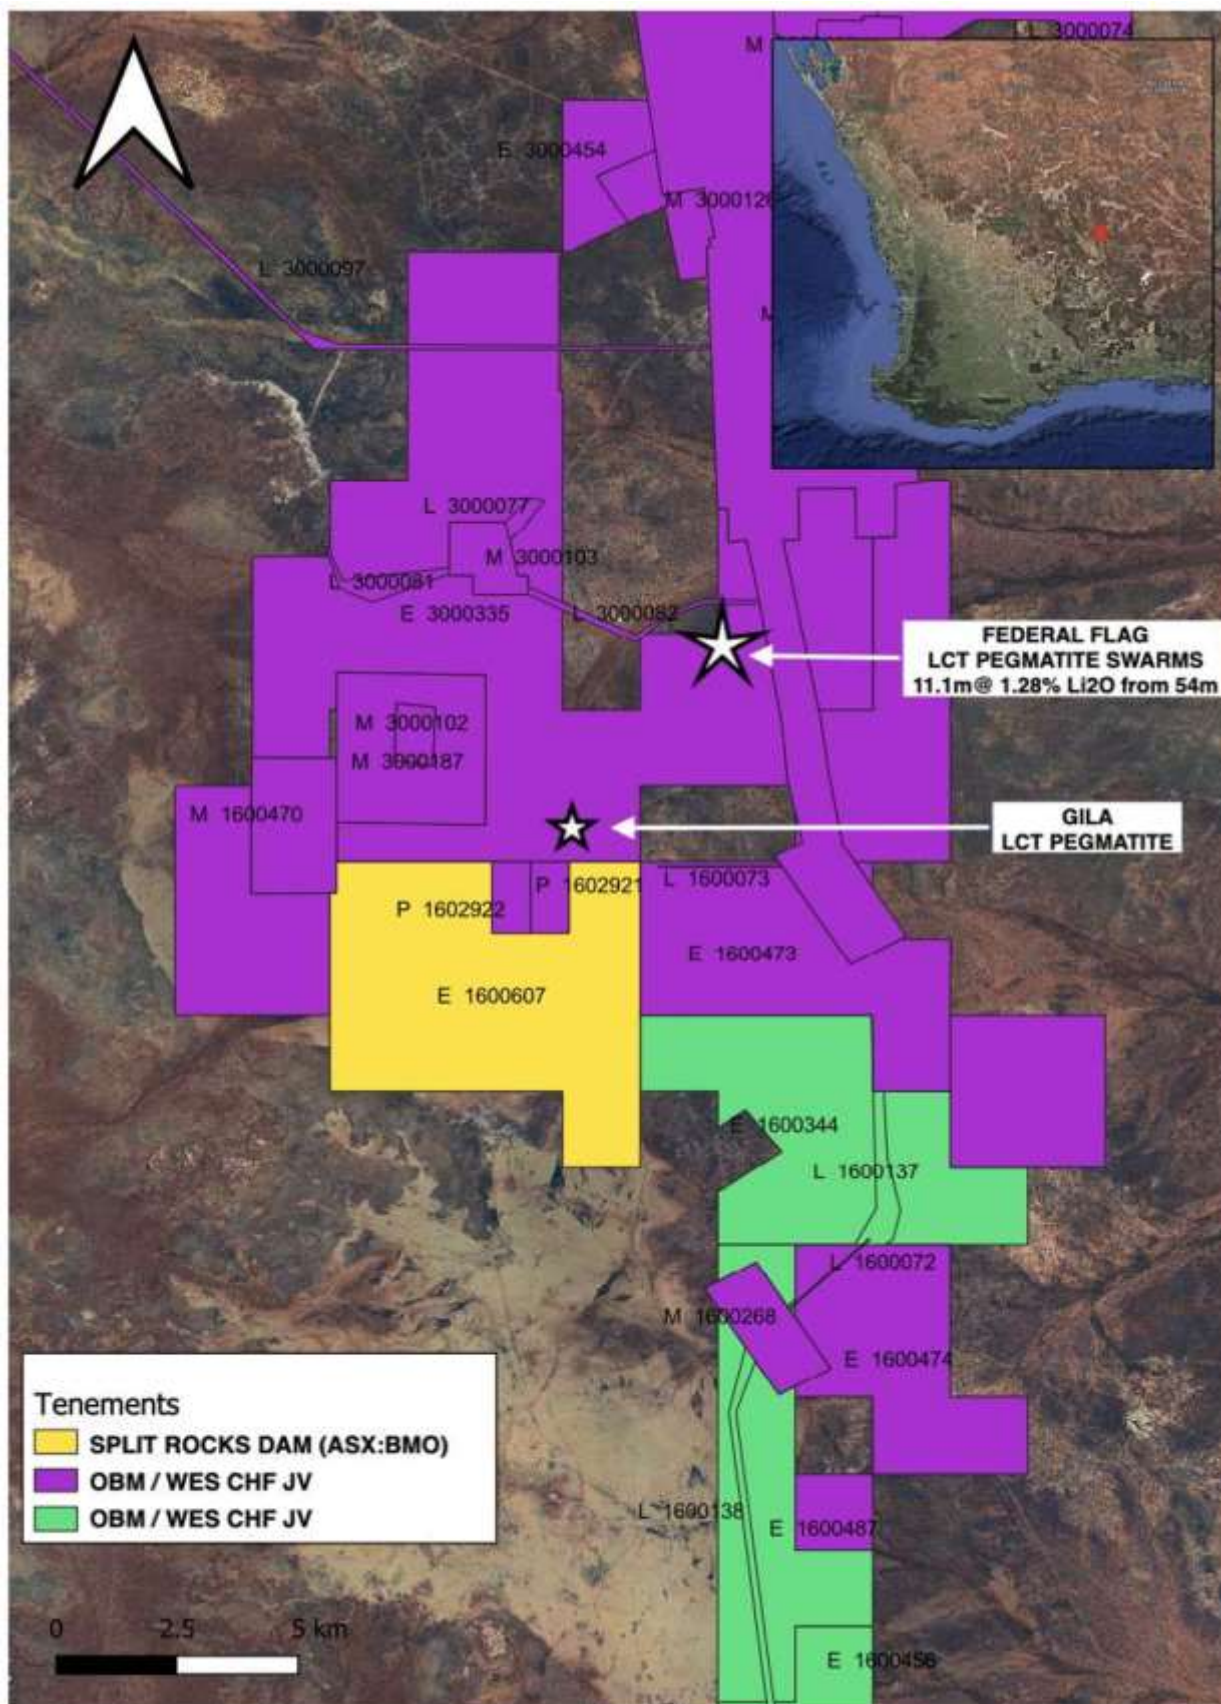 M
L 3000074
E 3000454
M 3000126
L 3000097
M
L 3000077
M 3000103
L 3000081
E 3000335
L 3000082
FEDERAL FLAG
LCT PEGMATITE SWARMS
11.1m@ 1.28% Li2O from 54m
M 3000102
M 3000187
M 1600470
GILA
LCT PEGMATITE
P 1602921
L 1600073
P 1602922
E 1600473
E 1600607
E 1600344
L 1600137
L 1600072
M 1600268
E 1600474
Tenements
SPLIT ROCKS DAM (ASX:BMO)
OBM / WES CHF JV
OBM / WES CHF JV
L 1600138
E 1600487
0 2.5 5 km
E 1600456